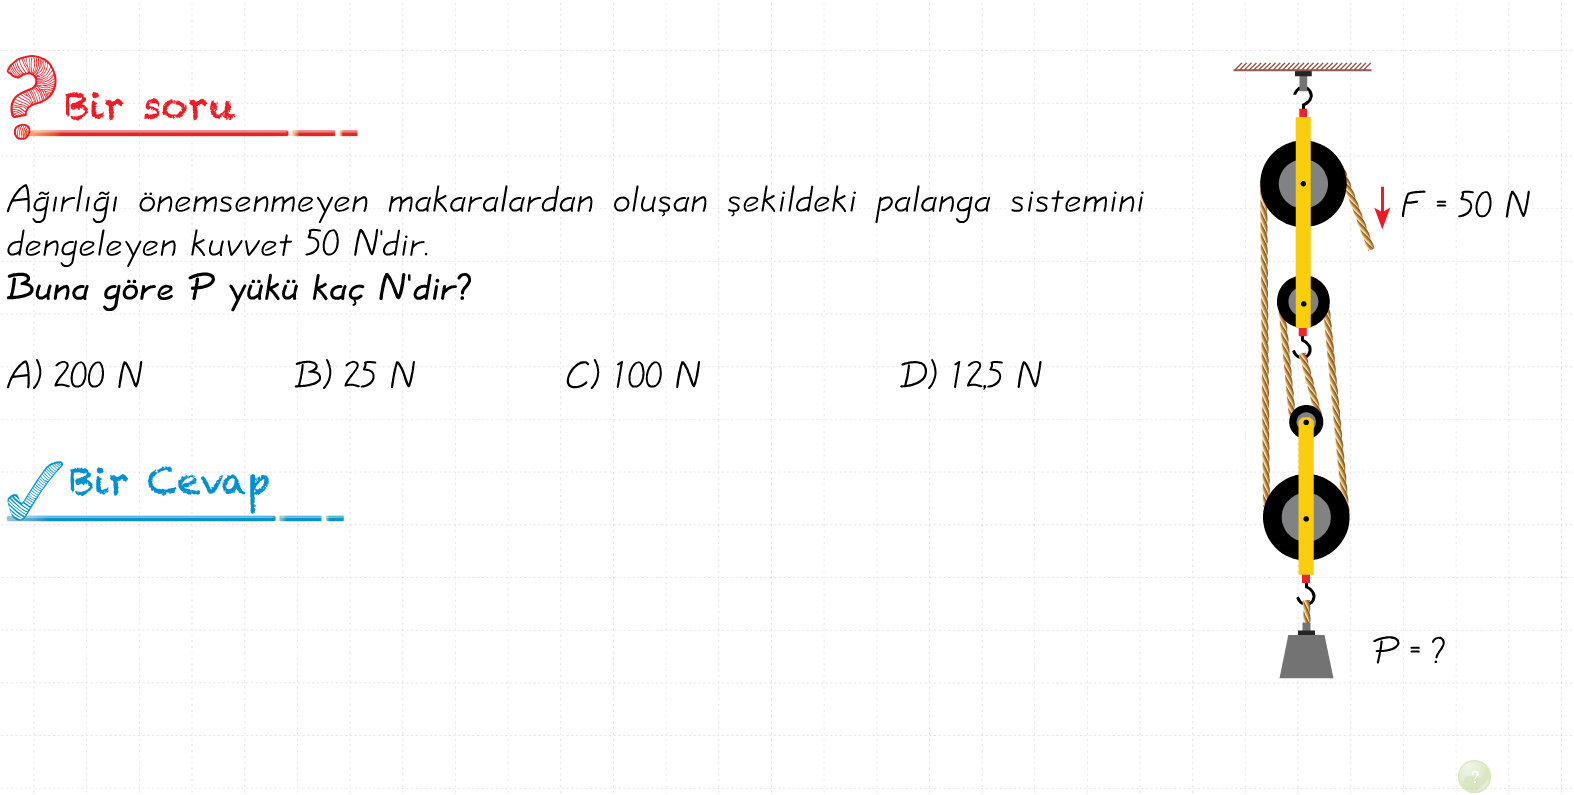 Bir soru
Ağırlığı önemsenmeyen makaralardan oluşan şekildeki palanga sistemini
dengeleyen kuvvet 50 N'dir.
Buna göre P yükü kaç N'dir?
A) 200 N B) 25 N C) 100 N D) 12,5 N
Bir Cevap
F = 50 N
P = ?
?